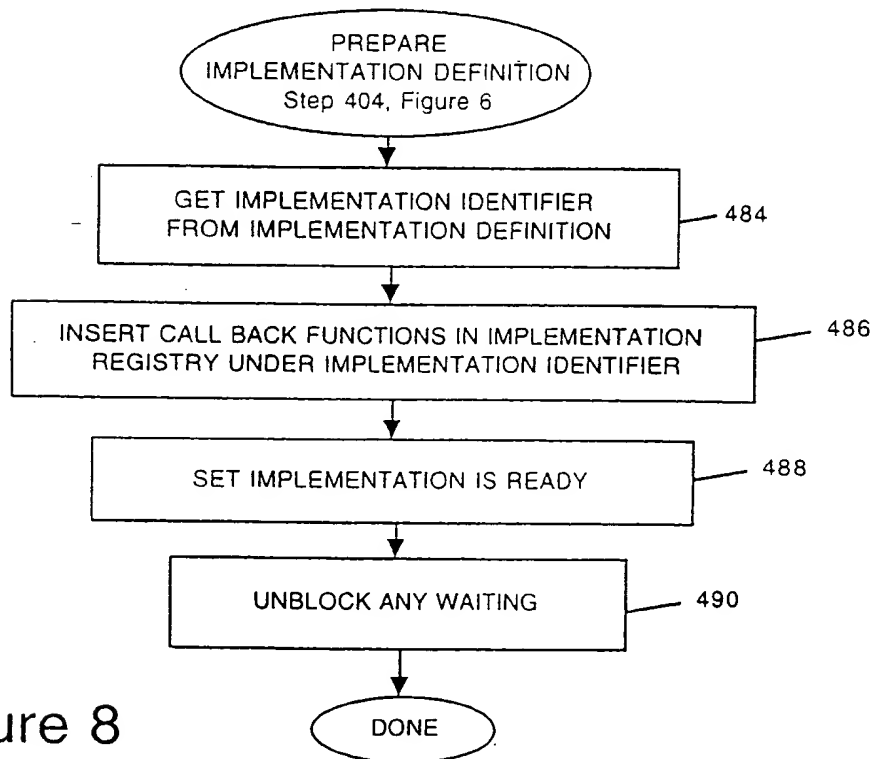 PREPARE
IMPLEMENTATION DEFINITION
Step 404, Figure 6
GET IMPLEMENTATION IDENTIFIER
FROM IMPLEMENTATION DEFINITION
484
INSERT CALL BACK FUNCTIONS IN IMPLEMENTATION
REGISTRY UNDER IMPLEMENTATION IDENTIFIER
486
SET IMPLEMENTATION IS READY
488
UNBLOCK ANY WAITING
490
DONE
ure 8